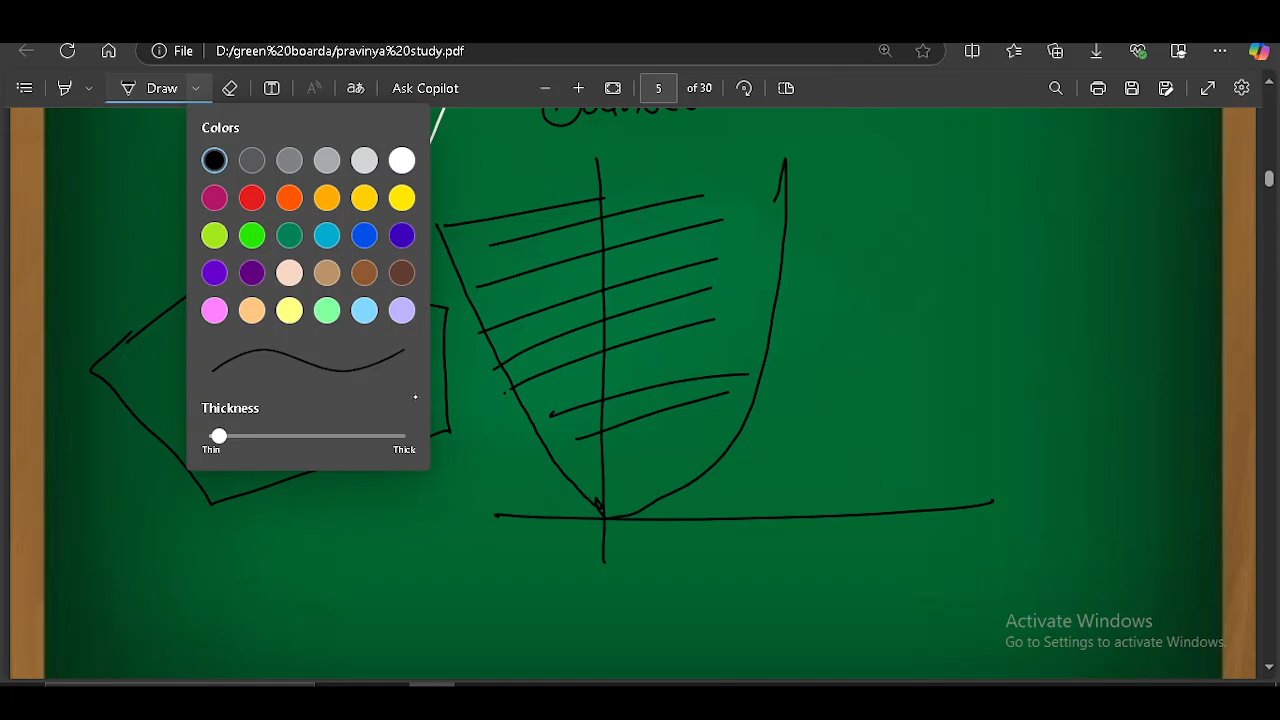 File D:/green%20boarda/pravinya%20study.pdf
Draw Ask Copilot 5 of 30
Colors
Thickness
Thin Thick
Activate Windows
Go to Settings to activate Windows.